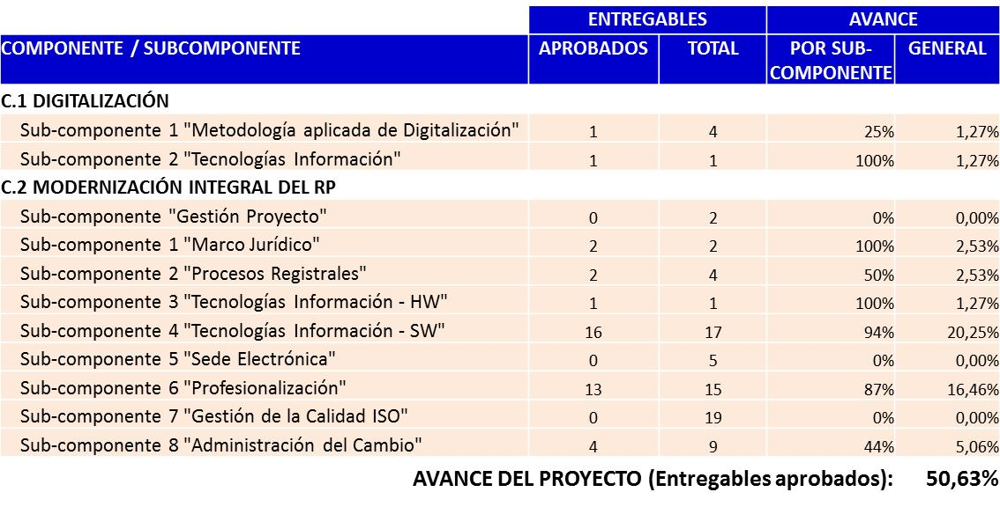 ENTREGABLES AVANCE
COMPONENTE / SUBCOMPONENTE APROBADOS TOTAL POR SUB-COMPONENTE GENERAL
C.1 DIGITALIZACIÓN
Sub-componente 1 "Metodología aplicada de Digitalización" 1 4 25% 1,27%
Sub-componente 2 "Tecnologías Información" 1 1 100% 1,27%
C.2 MODERNIZACIÓN INTEGRAL DEL RP
Sub-componente "Gestión Proyecto" 0 2 0% 0,00%
Sub-componente 1 "Marco Jurídico" 2 2 100% 2,53%
Sub-componente 2 "Procesos Registrales" 2 4 50% 2,53%
Sub-componente 3 "Tecnologías Información - HW" 1 1 100% 1,27%
Sub-componente 4 "Tecnologías Información - SW" 16 17 94% 20,25%
Sub-componente 5 "Sede Electrónica" 0 5 0% 0,00%
Sub-componente 6 "Profesionalización" 13 15 87% 16,46%
Sub-componente 7 "Gestión de la Calidad ISO" 0 19 0% 0,00%
Sub-componente 8 "Administración del Cambio" 4 9 44% 5,06%
AVANCE DEL PROYECTO (Entregables aprobados): 50,63%